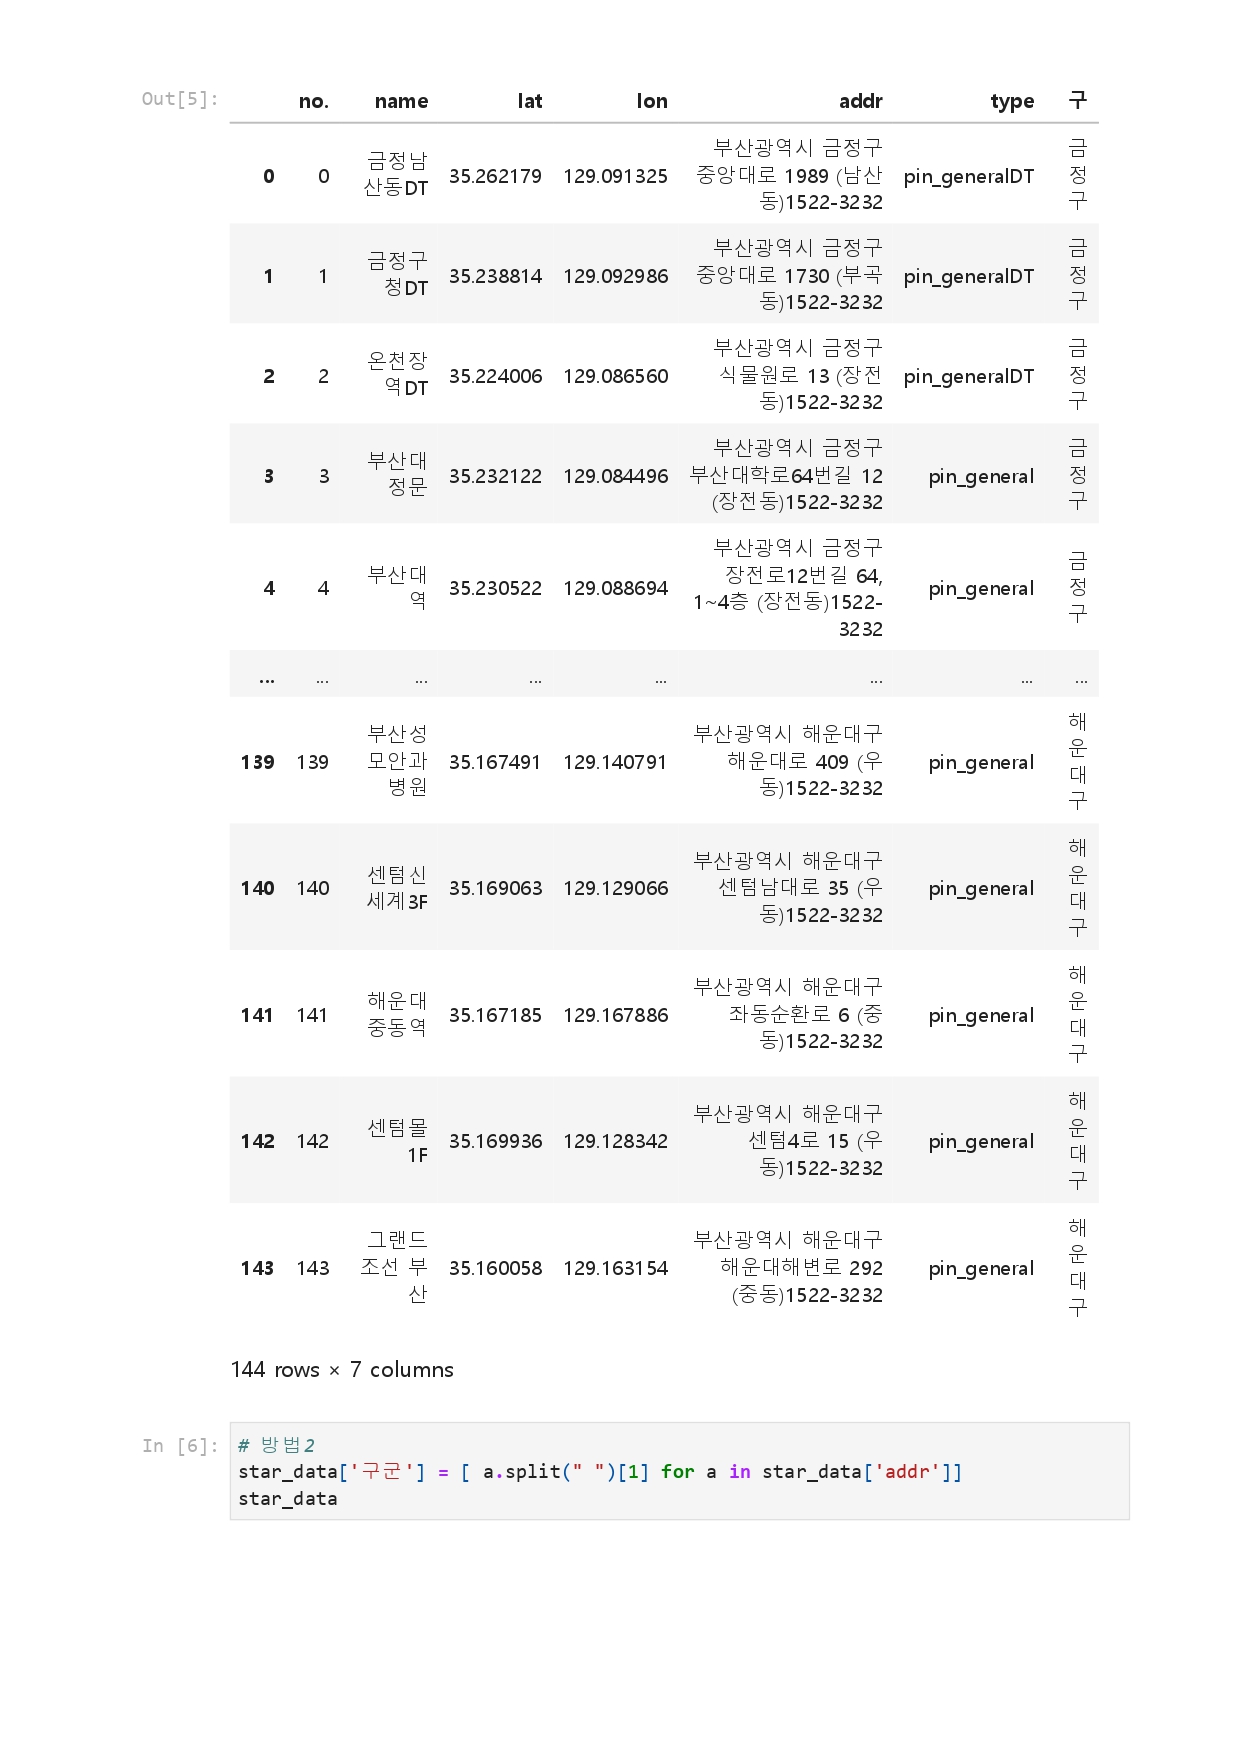 Out[5]:
no. name lat lon addr type 구
0 0 금정남산동DT 35.262179 129.091325 부산광역시 금정구 중앙대로 1989 (남산동)1522-3232 pin_generalDT 금정구
1 1 금정구청DT 35.238814 129.092986 부산광역시 금정구 중앙대로 1730 (부곡동)1522-3232 pin_generalDT 금정구
2 2 온천장역DT 35.224006 129.086560 부산광역시 금정구 식물원로 13 (장전동)1522-3232 pin_generalDT 금정구
3 3 부산대정문 35.232122 129.084496 부산광역시 금정구 부산대학로64번길 12 (장전동)1522-3232 pin_general 금정구
4 4 부산대역 35.230522 129.088694 부산광역시 금정구 장전로12번길 64, 1~4층 (장전동)1522-3232 pin_general 금정구
... ... ... ... ... ... ... ...
139 139 부산성모안과병원 35.167491 129.140791 부산광역시 해운대구 해운대로 409 (우동)1522-3232 pin_general 해운대구
140 140 센텀신세계3F 35.169063 129.129066 부산광역시 해운대구 센텀남대로 35 (우동)1522-3232 pin_general 해운대구
141 141 해운대중동역 35.167185 129.167886 부산광역시 해운대구 좌동순환로 6 (중동)1522-3232 pin_general 해운대구
142 142 센텀몰1F 35.169936 129.128342 부산광역시 해운대구 센텀4로 15 (우동)1522-3232 pin_general 해운대구
143 143 그랜드조선 부산 35.160058 129.163154 부산광역시 해운대구 해운대해변로 292 (중동)1522-3232 pin_general 해운대구
144 rows × 7 columns
In [6]:
# 방법2
star_data['구군'] = [ a.split(" ")[1] for a in star_data['addr']]
star_data